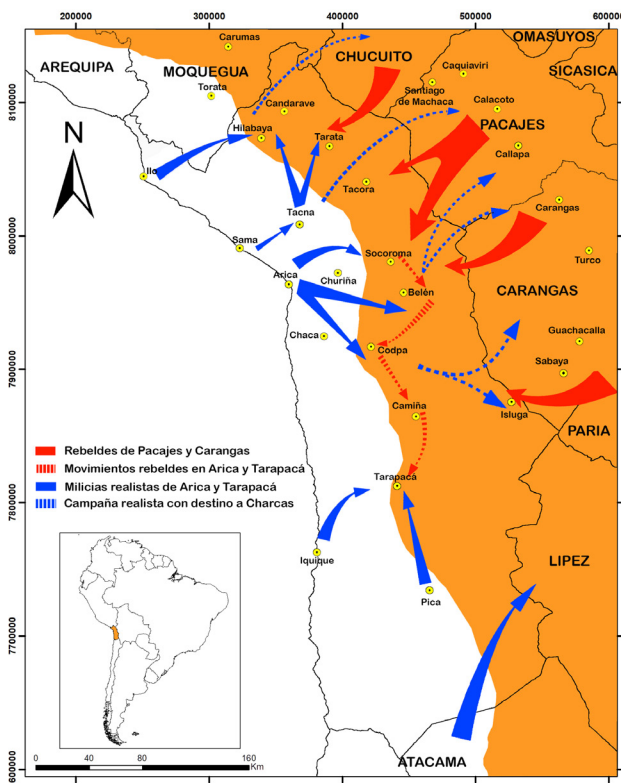 200000 300000 400000 500000 600000
Carumas
OMASUYOS
AREQUIPA
MOQUEGUA
CHUCUITO
Caquiaviri
SICASICA
Santiago
de Machaca
Torata
Candarave
Calacoto
8100000
PACAJES
Hilabaya
Tarata
Callapa
N
Ilo
Tacora
Carangas
Tacna
8000000
Sama
Socoroma
Turco
Arica
Churiña
Belén
CARANGAS
Chaca
Codpa
Guachacalla
Sabaya
7900000
Camiña
Isluga
PARIA
Rebeldes de Pacajes y Carangas
Movimientos rebeldes en Arica y Tarapacá
Milicias realistas de Arica y Tarapacá
Campaña realista con destino a Charcas
Tarapacá
7800000
Iquique
LIPEZ
Pica
7700000
ATACAMA
0 40 80 160
Km
7600000